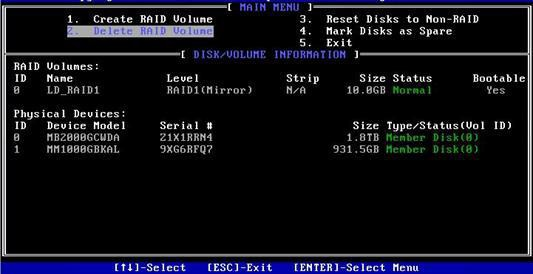 [ MAIN MENU ]
1. Create RAID Volume 3. Reset Disks to Non-RAID
2. Delete RAID Volume 4. Mark Disks as Spare
5. Exit
[ DISK/VOLUME INFORMATION ]
RAID Volumes:
ID Name Level Strip Size Status Bootable
0 LD_RAID1 RAID1(Mirror) N/A 10.0GB Normal Yes
Physical Devices:
ID Device Model Serial # Size Type/Status(Vol ID)
0 MB2000GCWDA Z1X1RRN4 1.8TB Member Disk(0)
1 MM1000GBKAL 9XG6RFQ7 931.5GB Member Disk(0)
[↑↓]-Select [ESC]-Exit [ENTER]-Select Menu